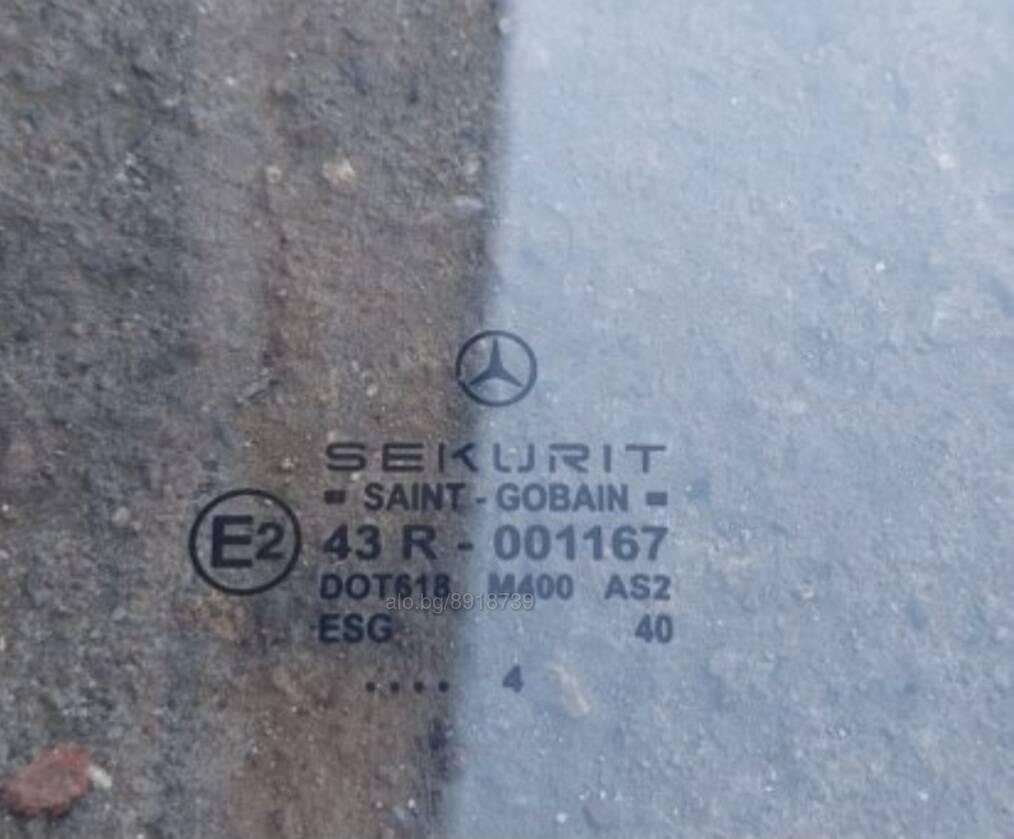 SEKURIT
SAINT - GOBAIN
E2
43 R - 001167
DOT618 M400 AS2
alo.bg/8918739
ESG 40
.... 4